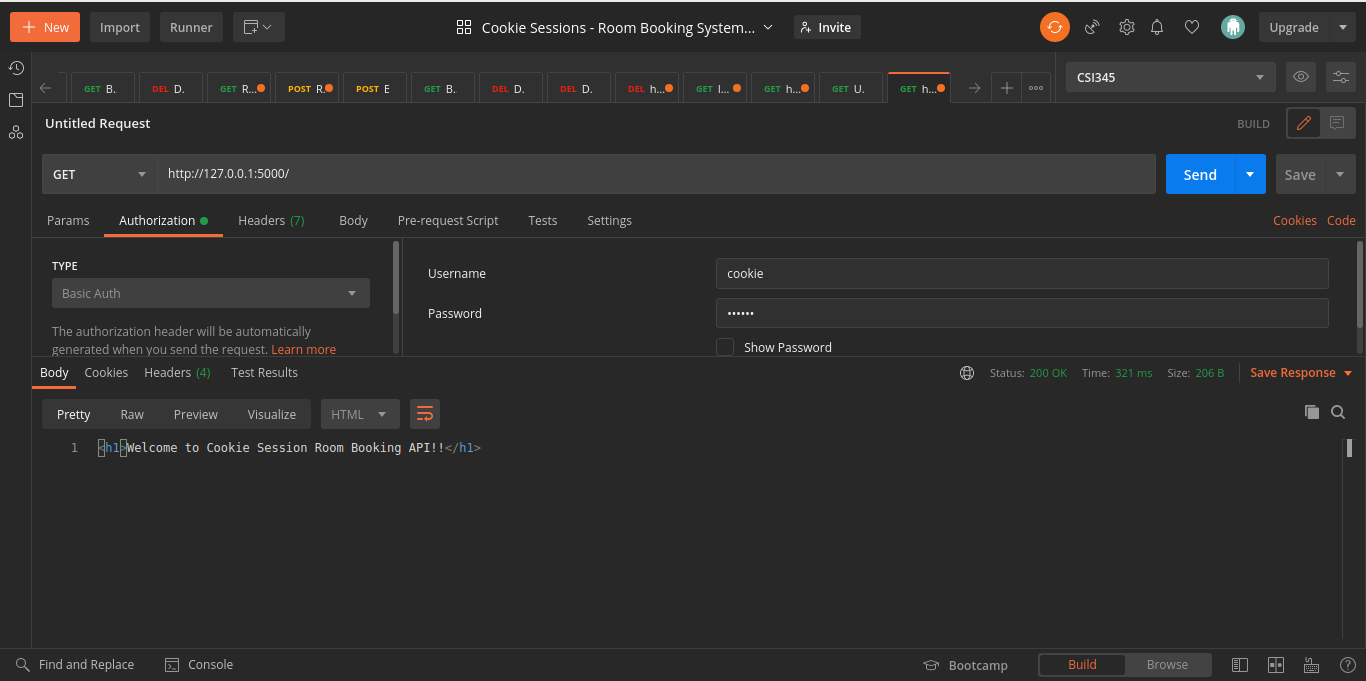 New Import Runner Cookie Sessions - Room Booking System... Invite Upgrade
GET B. DEL D. GET R... POST R. POST E GET B.. DEL D. DEL D. DEL h... GET I... GET h... GET U. GET h... CSI345
Untitled Request BUILD
GET http://127.0.0.1:5000/ Send Save
Params Authorization Headers (7) Body Pre-request Script Tests Settings Cookies Code
TYPE
Basic Auth
The authorization header will be automatically
generated when you send the request. Learn more
Username cookie
Password ••••••
Show Password
Body Cookies Headers (4) Test Results Status: 200 OK Time: 321 ms Size: 206 B Save Response
Pretty Raw Preview Visualize HTML
1 <h1>Welcome to Cookie Session Room Booking API!!</h1>
Find and Replace Console Bootcamp Build Browse